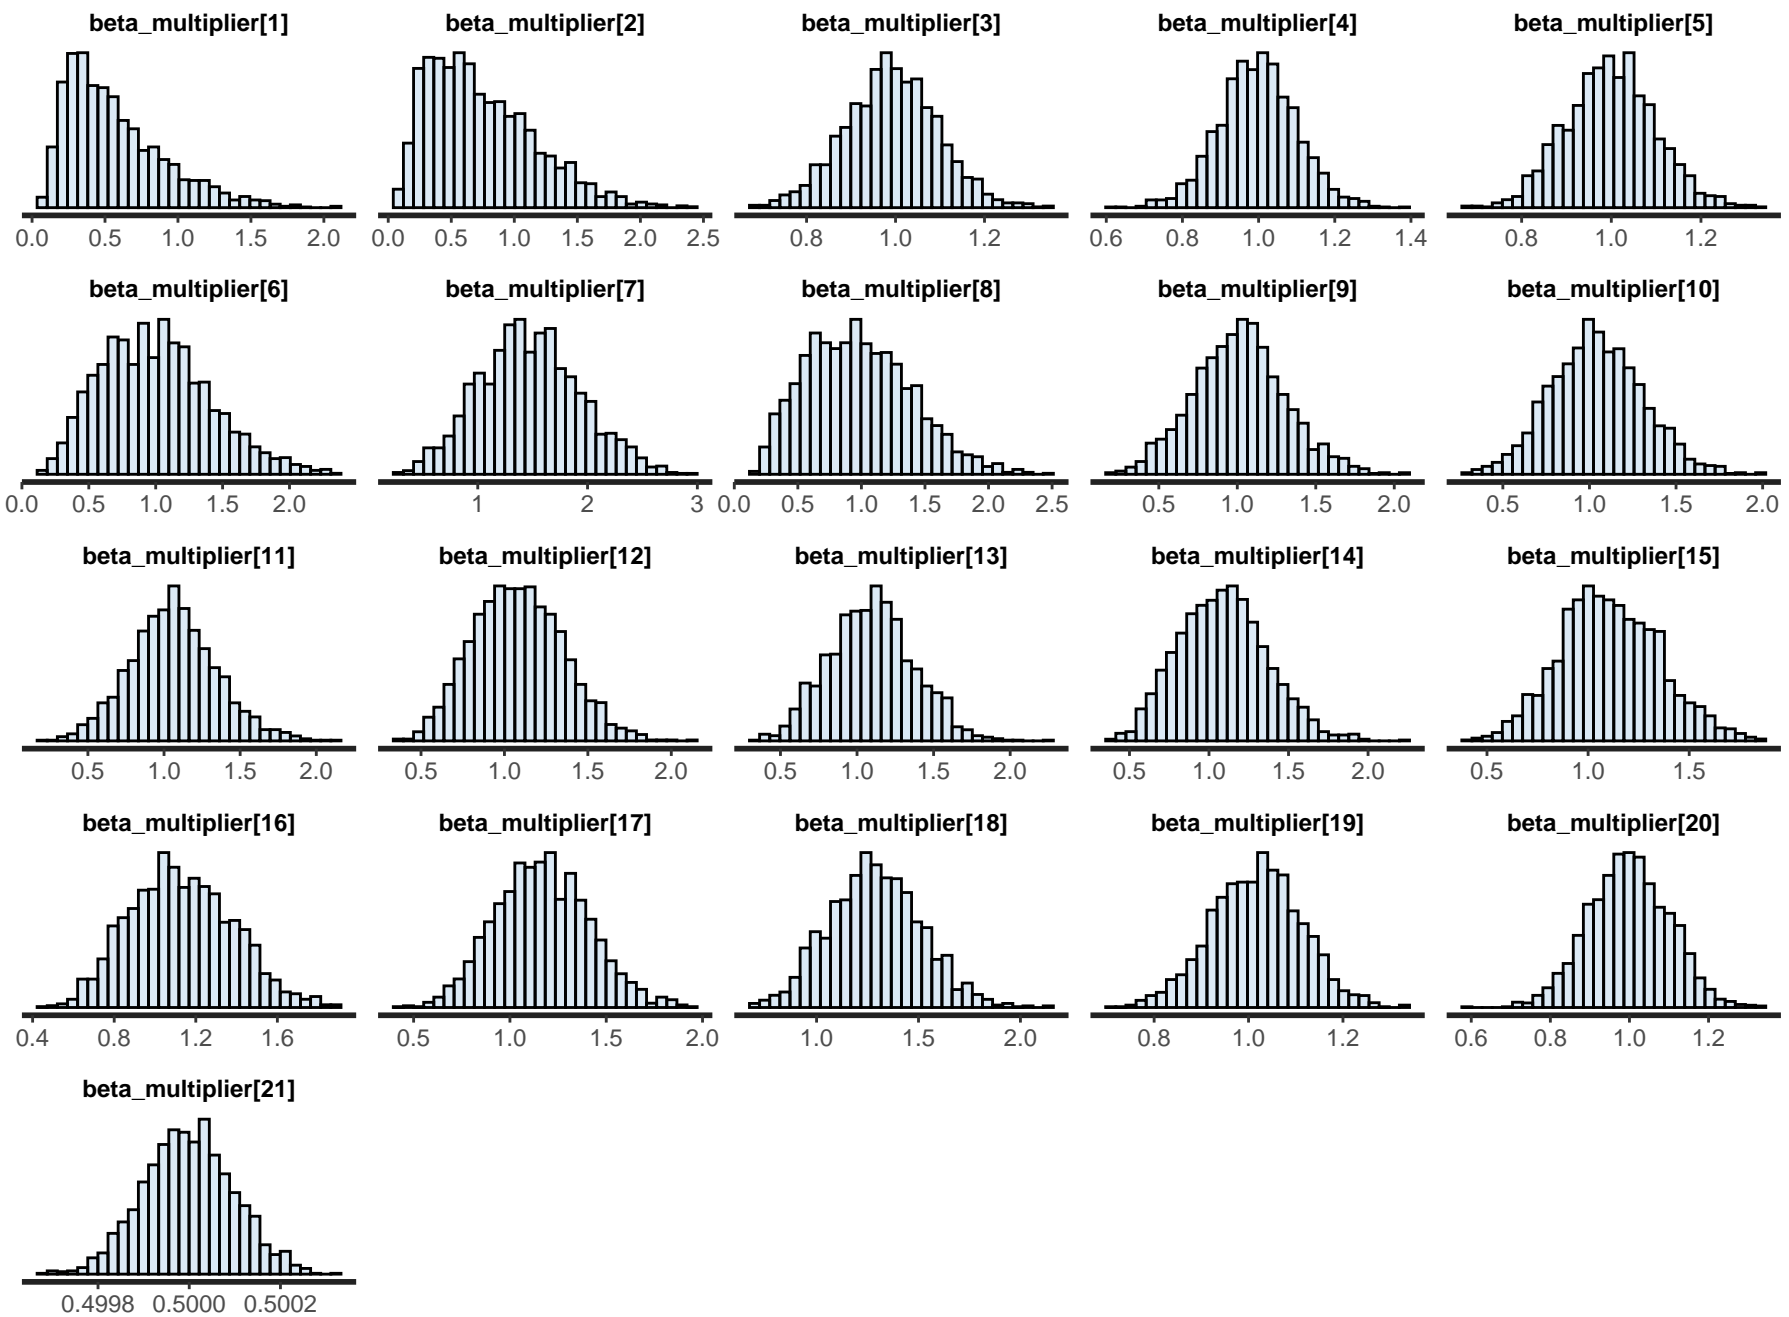 beta_multiplier[1] beta_multiplier[2] beta_multiplier[3] beta_multiplier[4] beta_multiplier[5]
0.0 0.5 1.0 1.5 2.0 0.0 0.5 1.0 1.5 2.0 2.5 0.8 1.0 1.2 0.6 0.8 1.0 1.2 1.4 0.8 1.0 1.2
beta_multiplier[6] beta_multiplier[7] beta_multiplier[8] beta_multiplier[9] beta_multiplier[10]
0.0 0.5 1.0 1.5 2.0 1 2 3 0.0 0.5 1.0 1.5 2.0 2.5 0.5 1.0 1.5 2.0 0.5 1.0 1.5 2.0
beta_multiplier[11] beta_multiplier[12] beta_multiplier[13] beta_multiplier[14] beta_multiplier[15]
0.5 1.0 1.5 2.0 0.5 1.0 1.5 2.0 0.5 1.0 1.5 2.0 0.5 1.0 1.5 2.0 0.5 1.0 1.5
beta_multiplier[16] beta_multiplier[17] beta_multiplier[18] beta_multiplier[19] beta_multiplier[20]
0.4 0.8 1.2 1.6 0.5 1.0 1.5 2.0 1.0 1.5 2.0 0.8 1.0 1.2 0.6 0.8 1.0 1.2
beta_multiplier[21]
0.4998 0.5000 0.5002